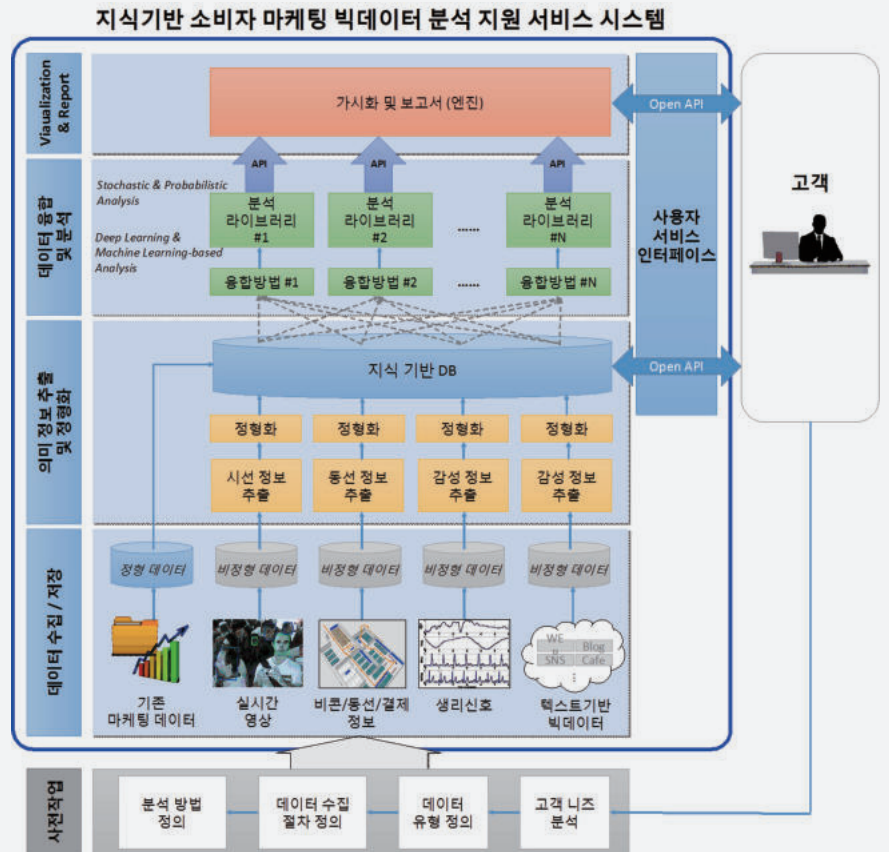 지식기반 소비자 마케팅 빅데이터 분석 지원 서비스 시스템
Viaualization
& Report
가시화 및 보고서 (엔진)
Open API
API
API
API
데이터 융합
및 분석
Stochastic & Probabilistic
Analysis
Deep Learning &
Machine Learning-based
Analysis
분석
라이브러리
#1
분석
라이브러리
#2
......
분석
라이브러리
#N
융합방법 #1
융합방법 #2
......
융합방법 #N
사용자
서비스
인터페이스
고객
의미 정보 추출
및 정형화
지식 기반 DB
Open API
정형화
정형화
정형화
정형화
시선 정보
추출
동선 정보
추출
감성 정보
추출
감성 정보
추출
데이터 수집 / 저장
정형 데이터
비정형 데이터
비정형 데이터
비정형 데이터
비정형 데이터
WE
SNS
Blog
Cafe
기존
마케팅 데이터
실시간
영상
비콘/동선/결제
정보
생리신호
텍스트기반
빅데이터
사전작업
분석 방법
정의
데이터 수집
절차 정의
데이터
유형 정의
고객 니즈
분석